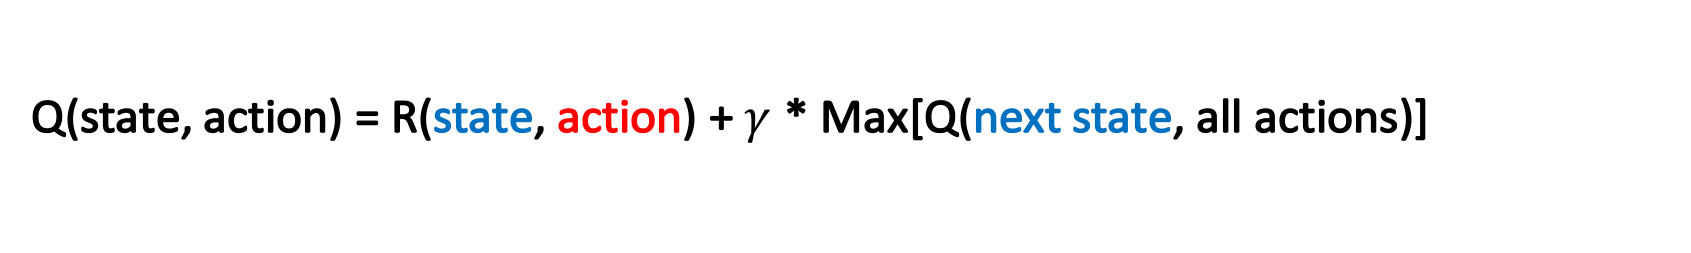 Q(state, action) = R(state, action) + γ * Max[Q(next state, all actions)]